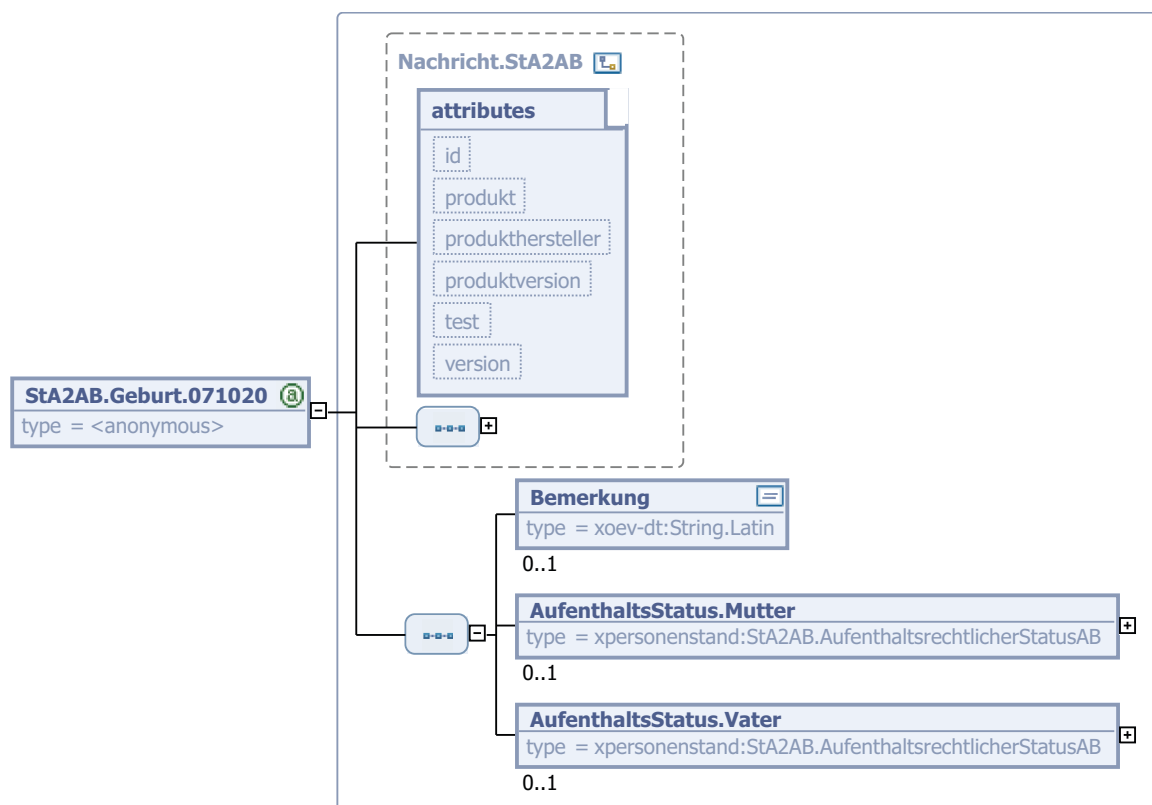 Nachricht.StA2AB
attributes
id
produkt
produkthersteller
produktversion
test
version
StA2AB.Geburt.071020 @
type = <anonymous>
Bemerkung
type = xoev-dt:String.Latin
0..1
AufenthaltsStatus.Mutter
type = xpersonenstand:StA2AB.AufenthaltsrechtlicherStatusAB
0..1
AufenthaltsStatus.Vater
type = xpersonenstand:StA2AB.AufenthaltsrechtlicherStatusAB
0..1